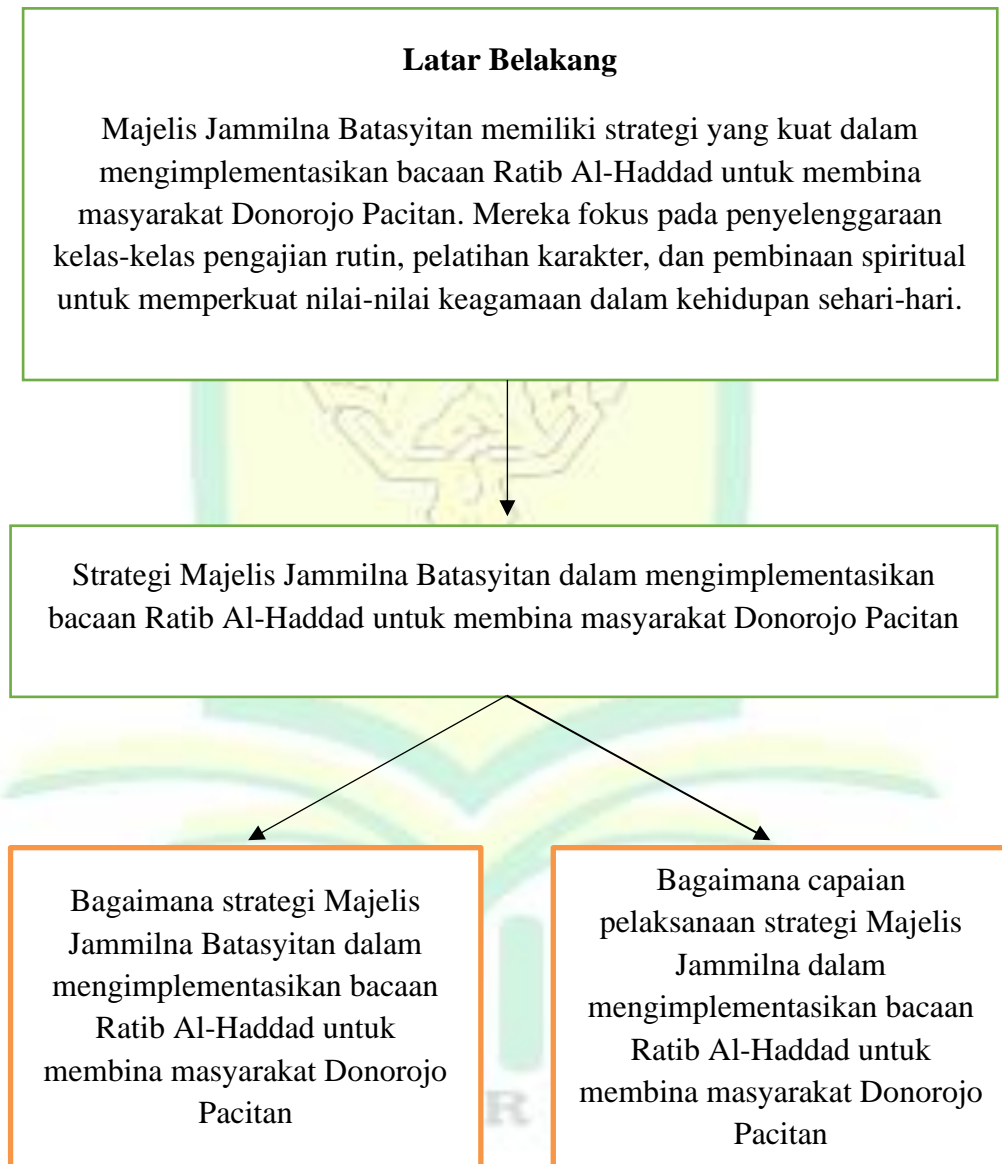 Latar Belakang
Majelis Jammilna Batasyitan memiliki strategi yang kuat dalam
mengimplementasikan bacaan Ratib Al-Haddad untuk membina
masyarakat Donorojo Pacitan. Mereka fokus pada penyelenggaraan
kelas-kelas pengajian rutin, pelatihan karakter, dan pembinaan spiritual
untuk memperkuat nilai-nilai keagamaan dalam kehidupan sehari-hari.
Strategi Majelis Jammilna Batasyitan dalam mengimplementasikan
bacaan Ratib Al-Haddad untuk membina masyarakat Donorojo Pacitan
Bagaimana strategi Majelis
Jammilna Batasyitan dalam
mengimplementasikan bacaan
Ratib Al-Haddad untuk
membina masyarakat Donorojo
Pacitan
Bagaimana capaian
pelaksanaan strategi Majelis
Jammilna dalam
mengimplementasikan bacaan
Ratib Al-Haddad untuk
membina masyarakat Donorojo
Pacitan
R